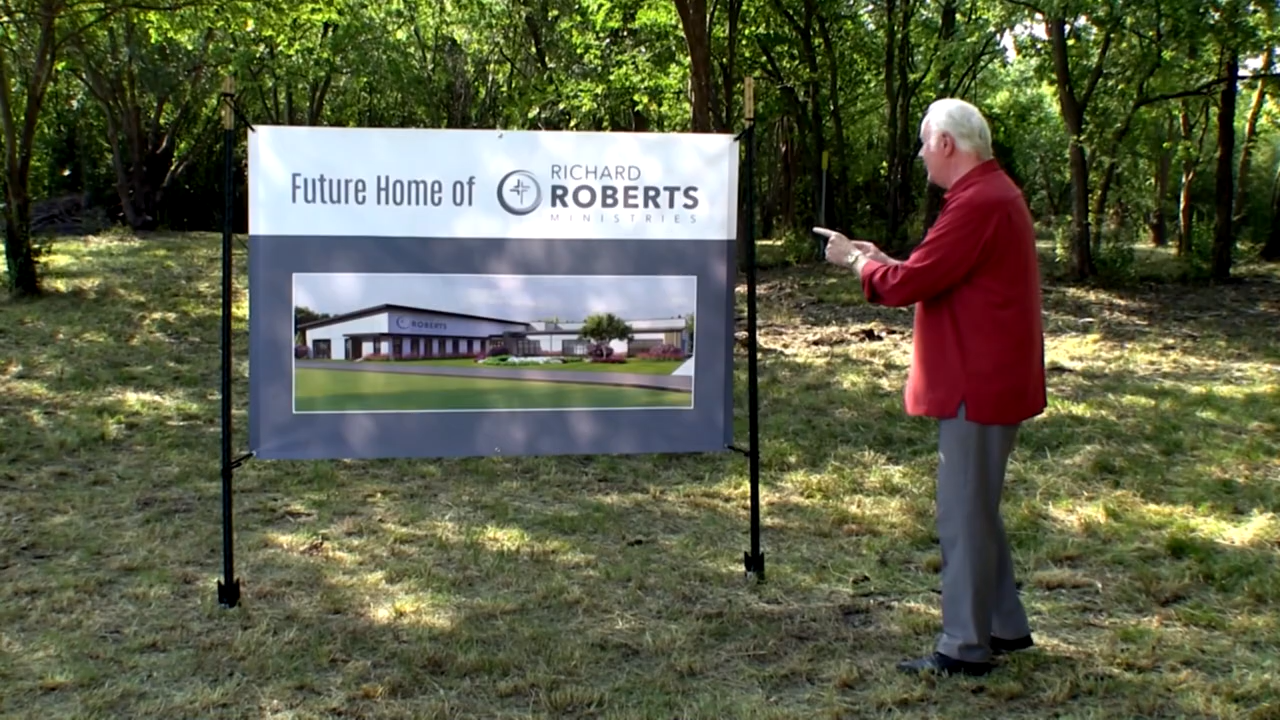 Future Home of
RICHARD
ROBERTS
MINISTRIES
ROBERTS